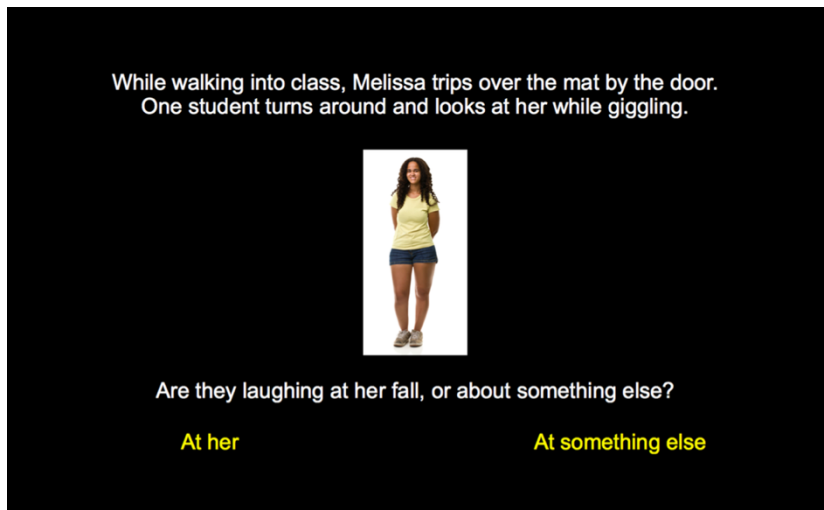 While walking into class, Melissa trips over the mat by the door.
One student turns around and looks at her while giggling.
Are they laughing at her fall, or about something else?
At her
At something else